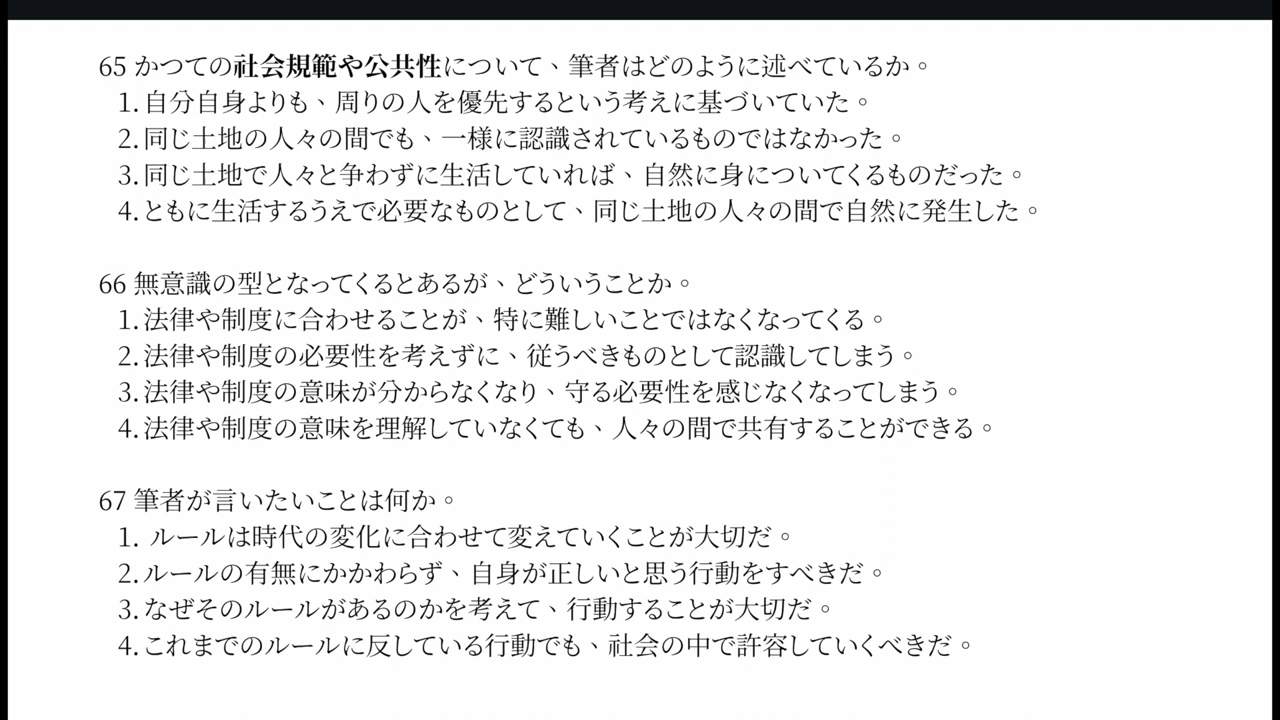 65 かつての社会規範や公共性について、筆者はどのように述べているか。
1. 自分自身よりも、周りの人を優先するという考えに基づいていた。
2. 同じ土地の人々の間でも、一様に認識されているものではなかった。
3. 同じ土地で人々と争わずに生活していれば、自然に身についてくるものだった。
4. ともに生活するうえで必要なものとして、同じ土地の人々の間で自然に発生した。
66 無意識の型となってくるとあるが、どういうことか。
1. 法律や制度に合わせることが、特に難しいことではなくなってくる。
2. 法律や制度の必要性を考えずに、従うべきものとして認識してしまう。
3. 法律や制度の意味が分からなくなり、守る必要性を感じなくなってしまう。
4. 法律や制度の意味を理解していなくても、人々の間で共有することができる。
67 筆者が言いたいことは何か。
1. ルールは時代の変化に合わせて変えていくことが大切だ。
2. ルールの有無にかかわらず、自身が正しいと思う行動をすべきだ。
3. なぜそのルールがあるのかを考えて、行動することが大切だ。
4. これまでのルールに反している行動でも、社会の中で許容していくべきだ。